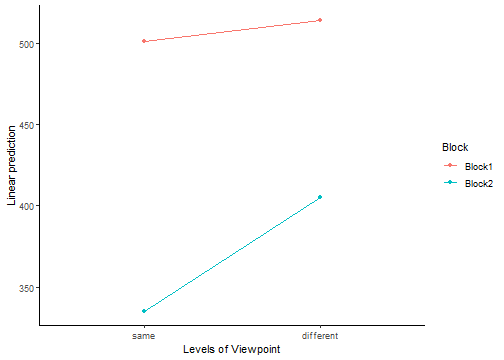 500
450
400
350
Linear prediction
same different
Levels of Viewpoint
Block
Block1
Block2